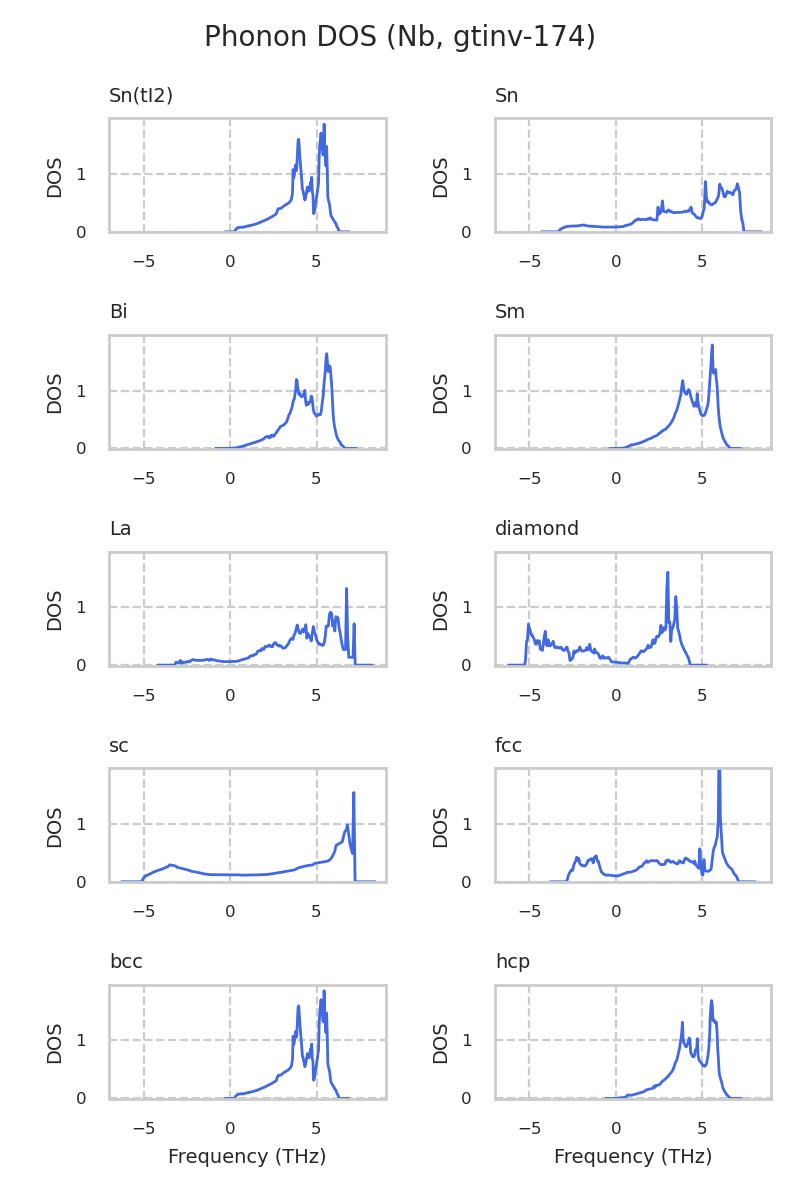 Phonon DOS (Nb, gtinv-174)
Sn(tI2)
Sn
DOS
1
0
−5 0 5
DOS
1
0
−5 0 5
Bi
Sm
DOS
1
0
−5 0 5
DOS
1
0
−5 0 5
La
diamond
DOS
1
0
−5 0 5
DOS
1
0
−5 0 5
sc
fcc
DOS
1
0
−5 0 5
DOS
1
0
−5 0 5
bcc
hcp
DOS
1
0
−5 0 5
Frequency (THz)
DOS
1
0
−5 0 5
Frequency (THz)